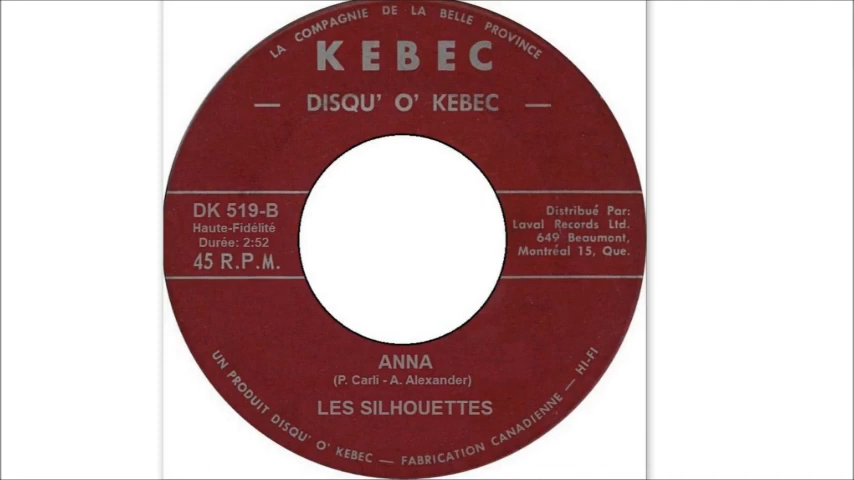 LA COMPAGNIE DE LA BELLE PROVINCE
KEBEC
— DISQU' O' KEBEC —
DK 519-B
Haute-Fidélité
Durée: 2:52
45 R.P.M.
Distribué Par:
Laval Records Ltd.
649 Beaumont,
Montréal 15, Que.
ANNA
(P. Carli - A. Alexander)
LES SILHOUETTES
UN PRODUIT DISQU' O' KEBEC — FABRICATION CANADIENNE — HI-FI